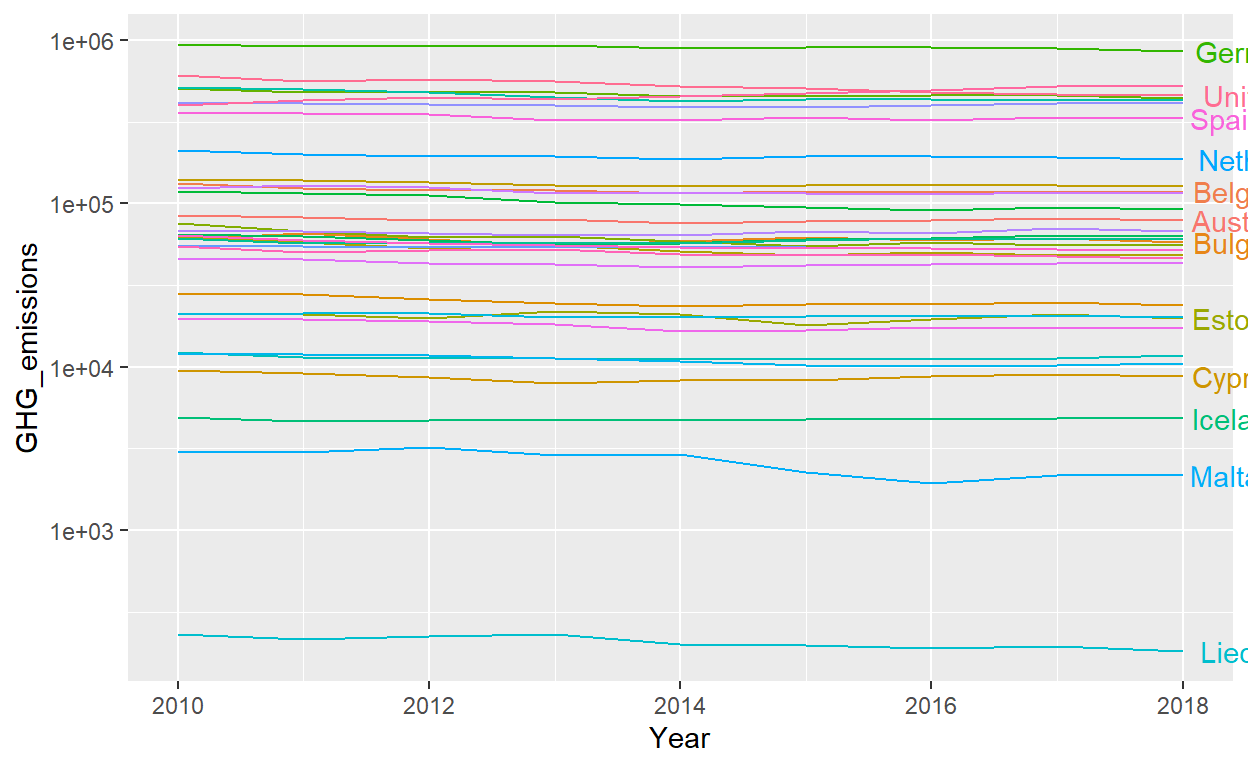 1e+06
1e+05
1e+04
1e+03
GHG_emissions
Gerr
Uni
Spai
Neth
Belg
Aust
Bulg
Esto
Cypr
Icela
Malta
Liec
2010 2012 2014 2016 2018
Year